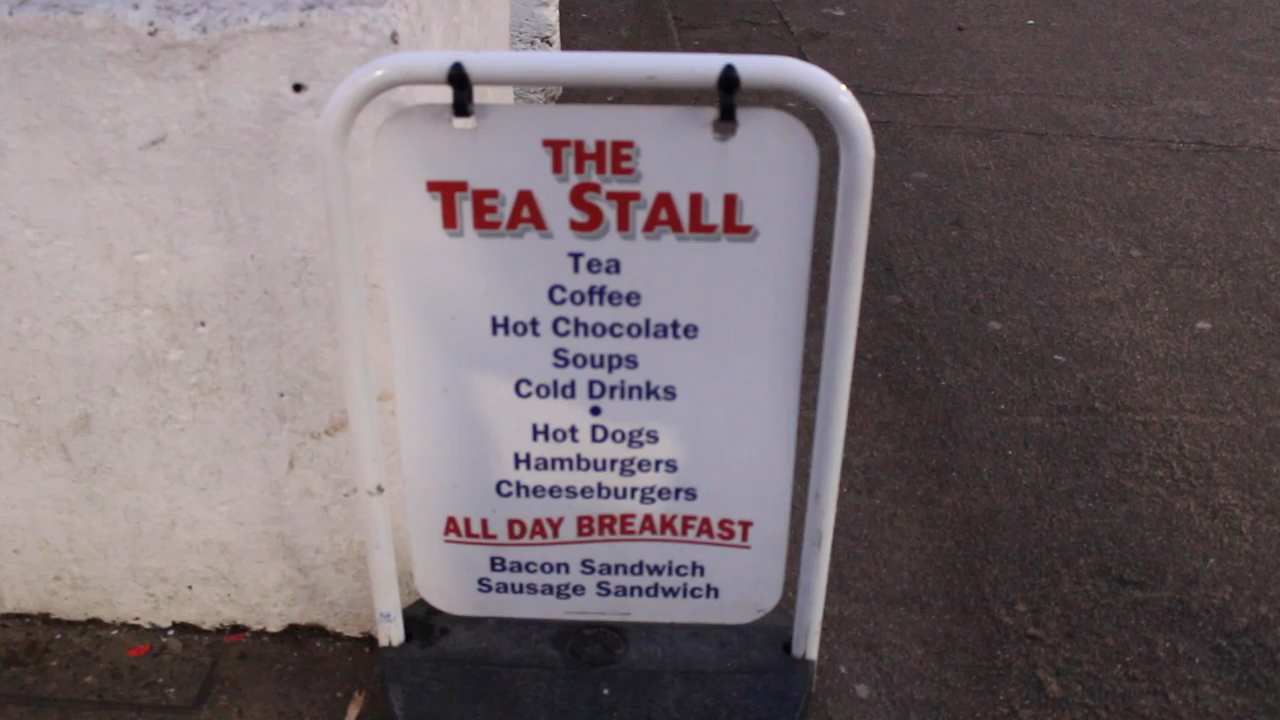 THE
TEA STALL
Tea
Coffee
Hot Chocolate
Soups
Cold Drinks
•
Hot Dogs
Hamburgers
Cheeseburgers
ALL DAY BREAKFAST
Bacon Sandwich
Sausage Sandwich